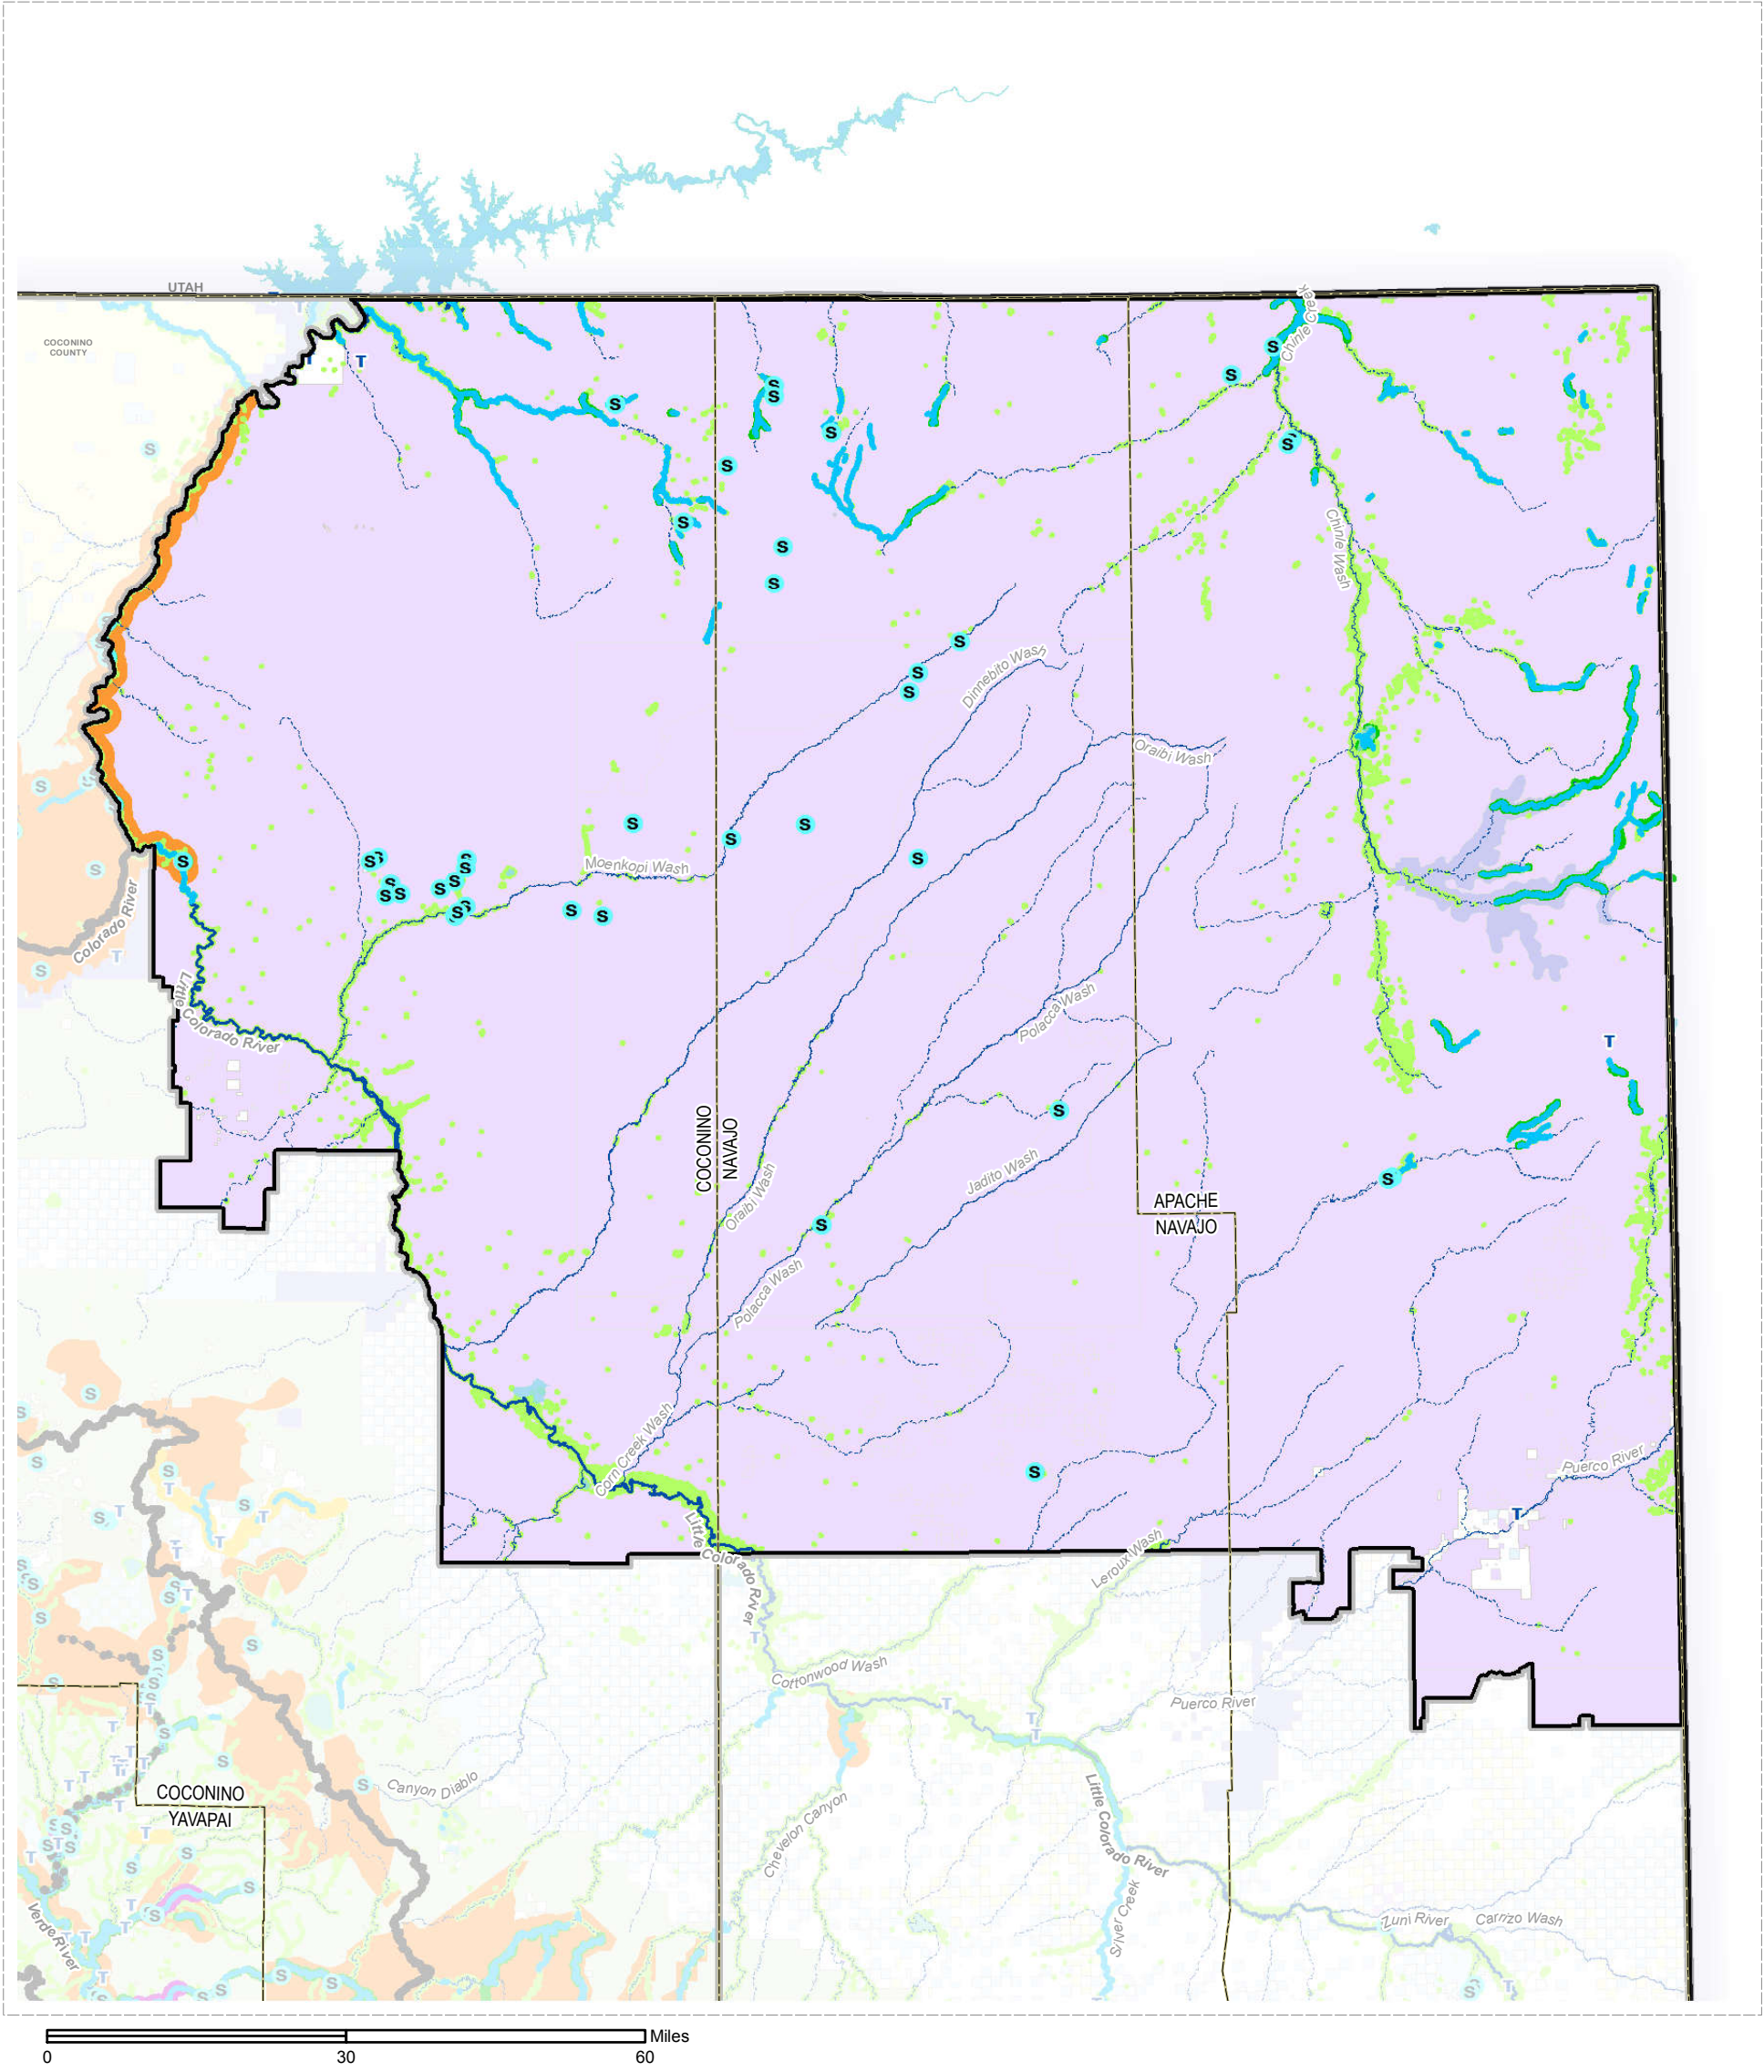 UTAH
COCONINO
COUNTY
Chinle Creek
Chinle Wash
Dinnebito Wash
Oraibi Wash
Moenkopi Wash
Colorado River
Little Colorado River
Polacca Wash
COCONINO
NAVAJO
Oraibi Wash
Jadito Wash
APACHE
NAVAJO
Polacca Wash
Corn Creek Wash
Puerco River
Little Colorado River
Leroux Wash
Cottonwood Wash
Puerco River
Canyon Diablo
COCONINO
YAVAPAI
Chevelon Canyon
Little Colorado River
Verde River
Silver Creek
Zuni River
Carrizo Wash
Miles
0 30 60